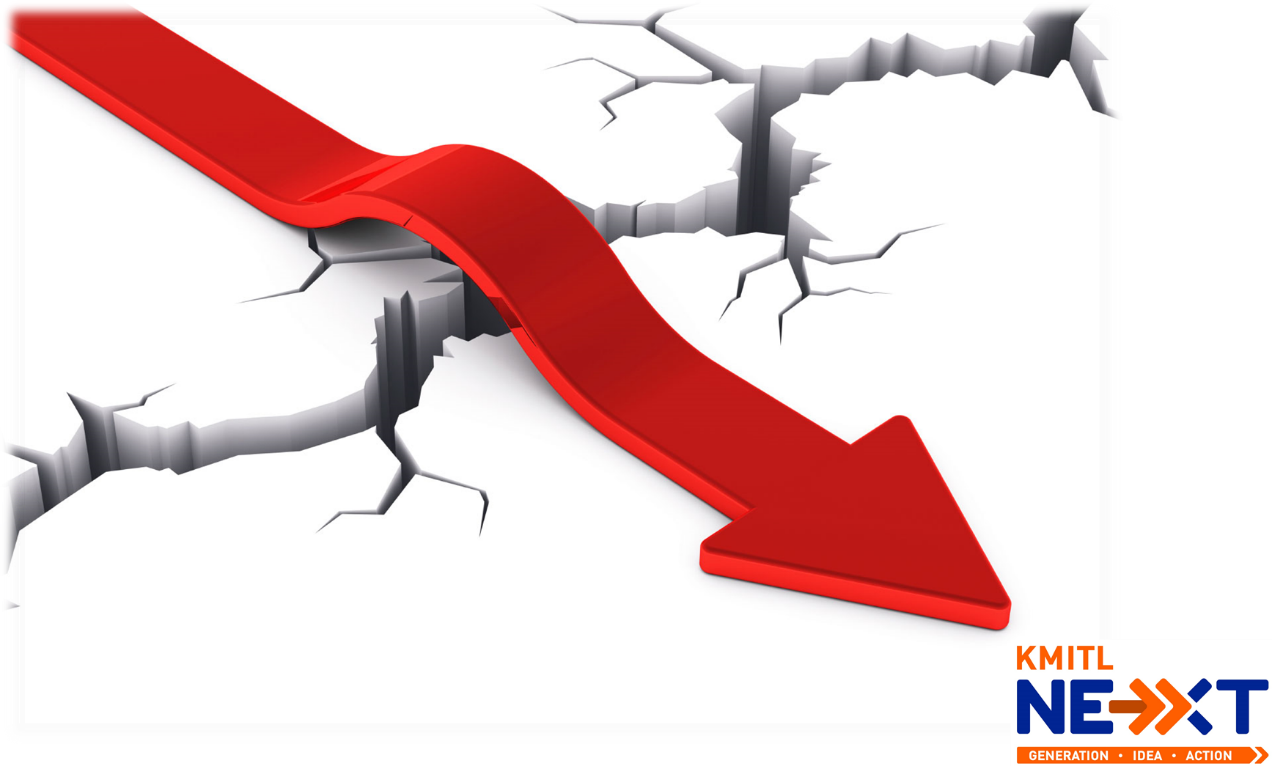 KMITL
NEXT
GENERATION • IDEA • ACTION